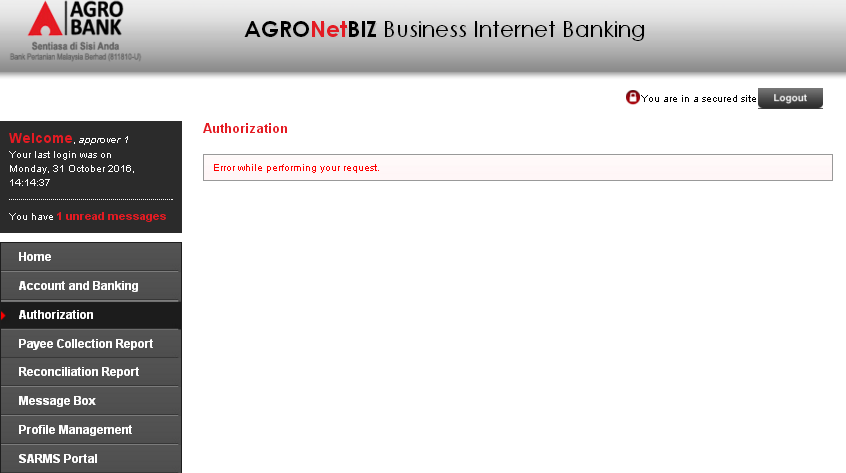 AGRO
BANK
Sentiasa di Sisi Anda
Bank Pertanian Malaysia Berhad (811810-U)
AGRONetBIZ Business Internet Banking
You are in a secured site
Logout
Welcome, approver 1
Your last login was on
Monday, 31 October 2016,
14:14:37
You have 1 unread messages
Home
Account and Banking
Authorization
Payee Collection Report
Reconciliation Report
Message Box
Profile Management
SARMS Portal
Authorization
Error while performing your request.